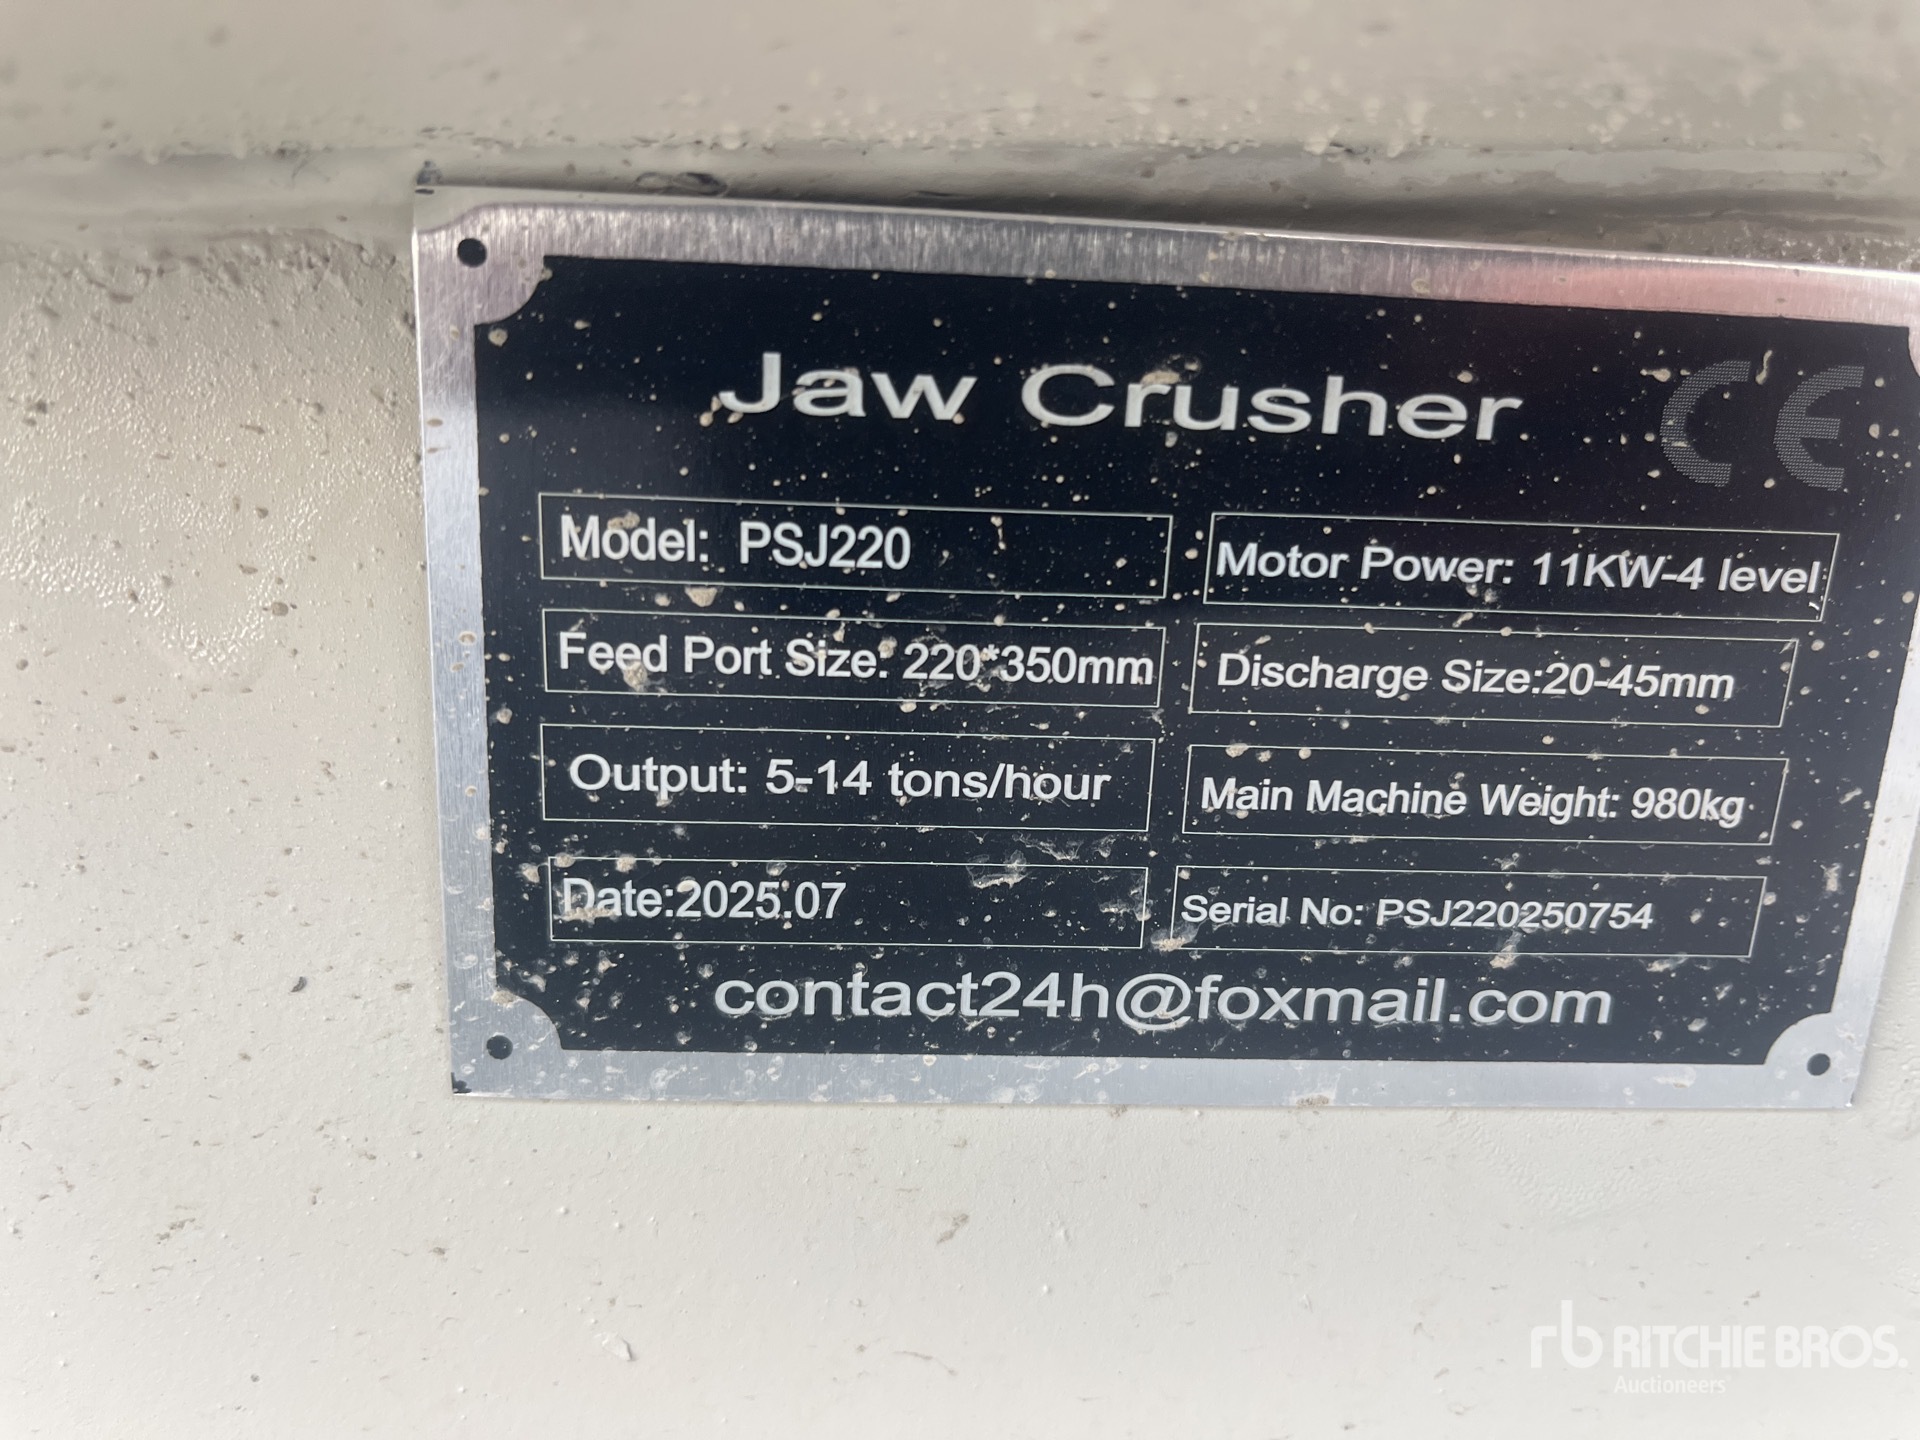 Jaw Crusher
CE
Model: PSJ220
Motor Power: 11KW-4 level
Feed Port Size: 220*350mm
Discharge Size:20-45mm
Output: 5-14 tons/hour
Main Machine Weight: 980kg
Date:2025.07
Serial No: PSJ220250754
contact24h@foxmail.com
rb RITCHIE BROS.
Auctioneers